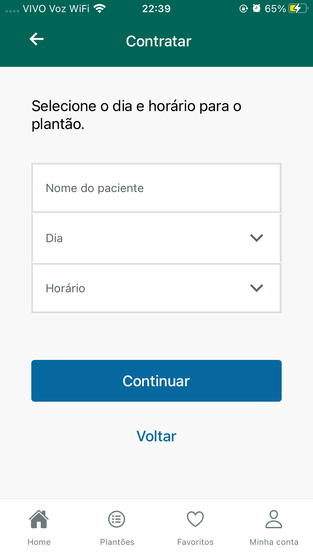 VIVO Voz WiFi 22:39 65%
Contratar
Selecione o dia e horário para o
plantão.
Nome do paciente
Dia
Horário
Continuar
Voltar
Home Plantões Favoritos Minha conta